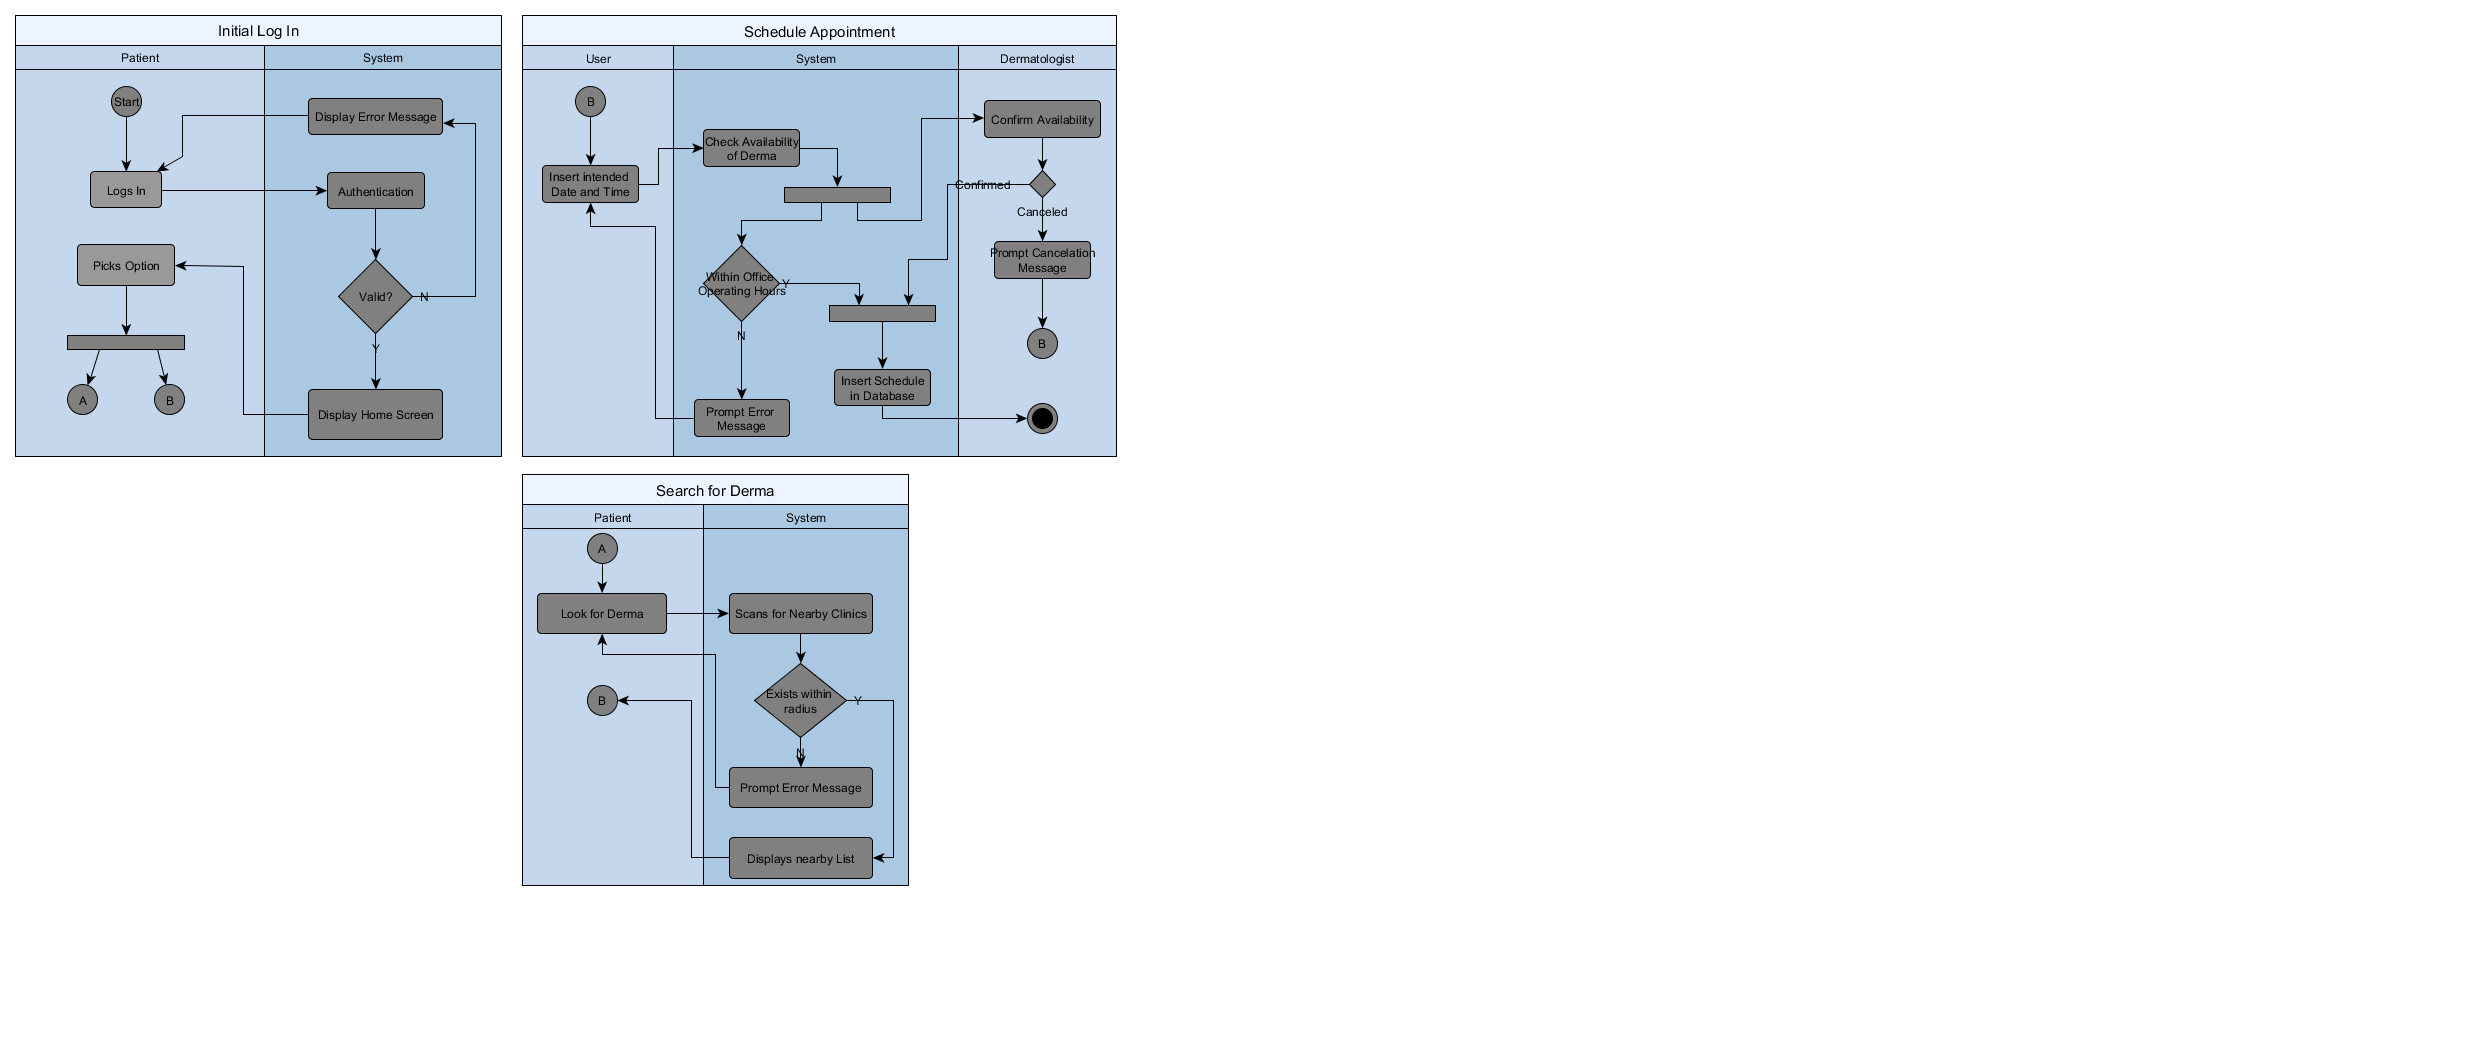 Initial Log In
Patient
System
Start
Display Error Message
Logs In
Authentication
Picks Option
Valid?
N
Y
A
B
Display Home Screen
Schedule Appointment
User
System
Dermatologist
B
Confirm Availability
Check Availability
of Derma
Insert intended
Date and Time
Confirmed
Canceled
Prompt Cancelation
Message
Within Office
Operating Hours
Y
N
B
Insert Schedule
in Database
Prompt Error
Message
Search for Derma
Patient
System
A
Look for Derma
Scans for Nearby Clinics
B
Exists within
radius
Y
N
Prompt Error Message
Displays nearby List